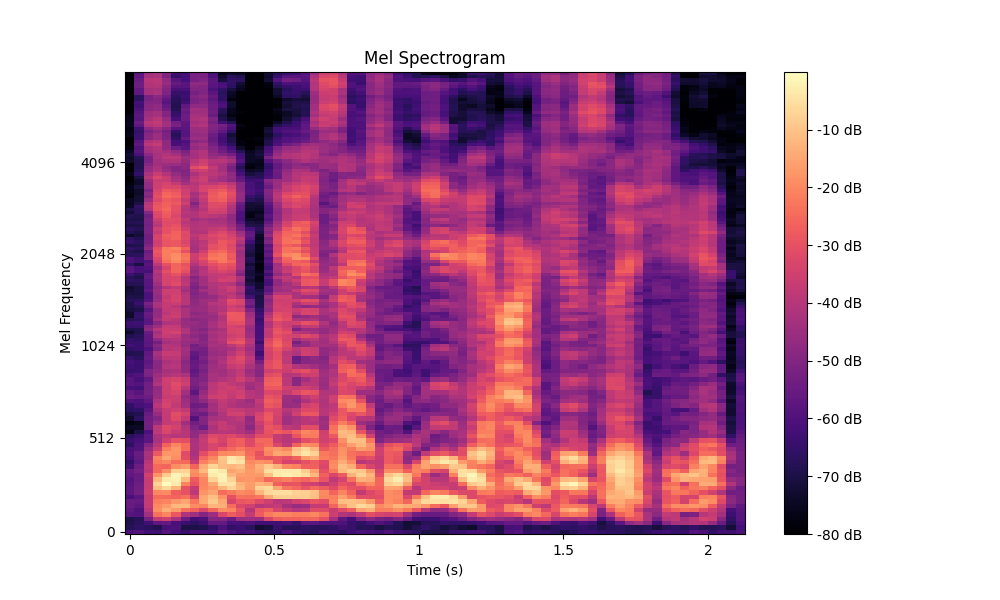 Mel Spectrogram
Mel Frequency
4096
2048
1024
512
0
0
0.5
1
1.5
2
Time (s)
-10 dB
-20 dB
-30 dB
-40 dB
-50 dB
-60 dB
-70 dB
-80 dB